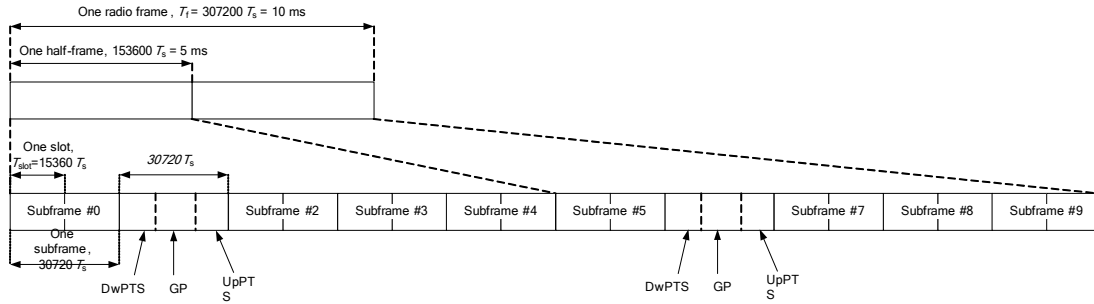 One radio frame , Tf = 307200 Ts = 10 ms
One half-frame, 153600 Ts = 5 ms
One slot,
Tslot=15360 Ts
30720Ts
Subframe #0
Subframe #2
Subframe #3
Subframe #4
Subframe #5
Subframe #7
Subframe #8
Subframe #9
One
subframe ,
30720 Ts
DwPTS
GP
UpPT
S
DwPTS
GP
UpPT
S